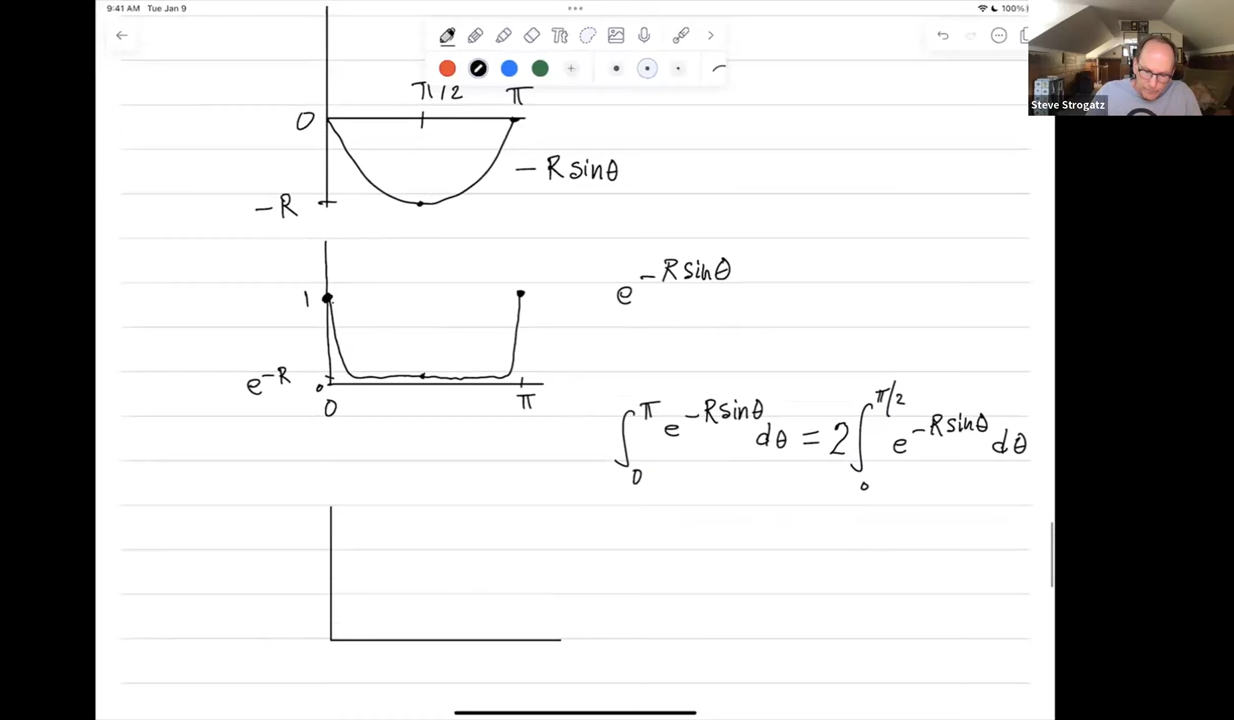 9:41 AM Tue Jan 9
100%
Steve Strogatz
π/2
π
0
− R sinθ
−R
e^{−R sinθ}
1
e^{−R}
0
0
π
∫_0^π e^{−R sinθ} dθ = 2 ∫_0^{π/2} e^{−R sinθ} dθ